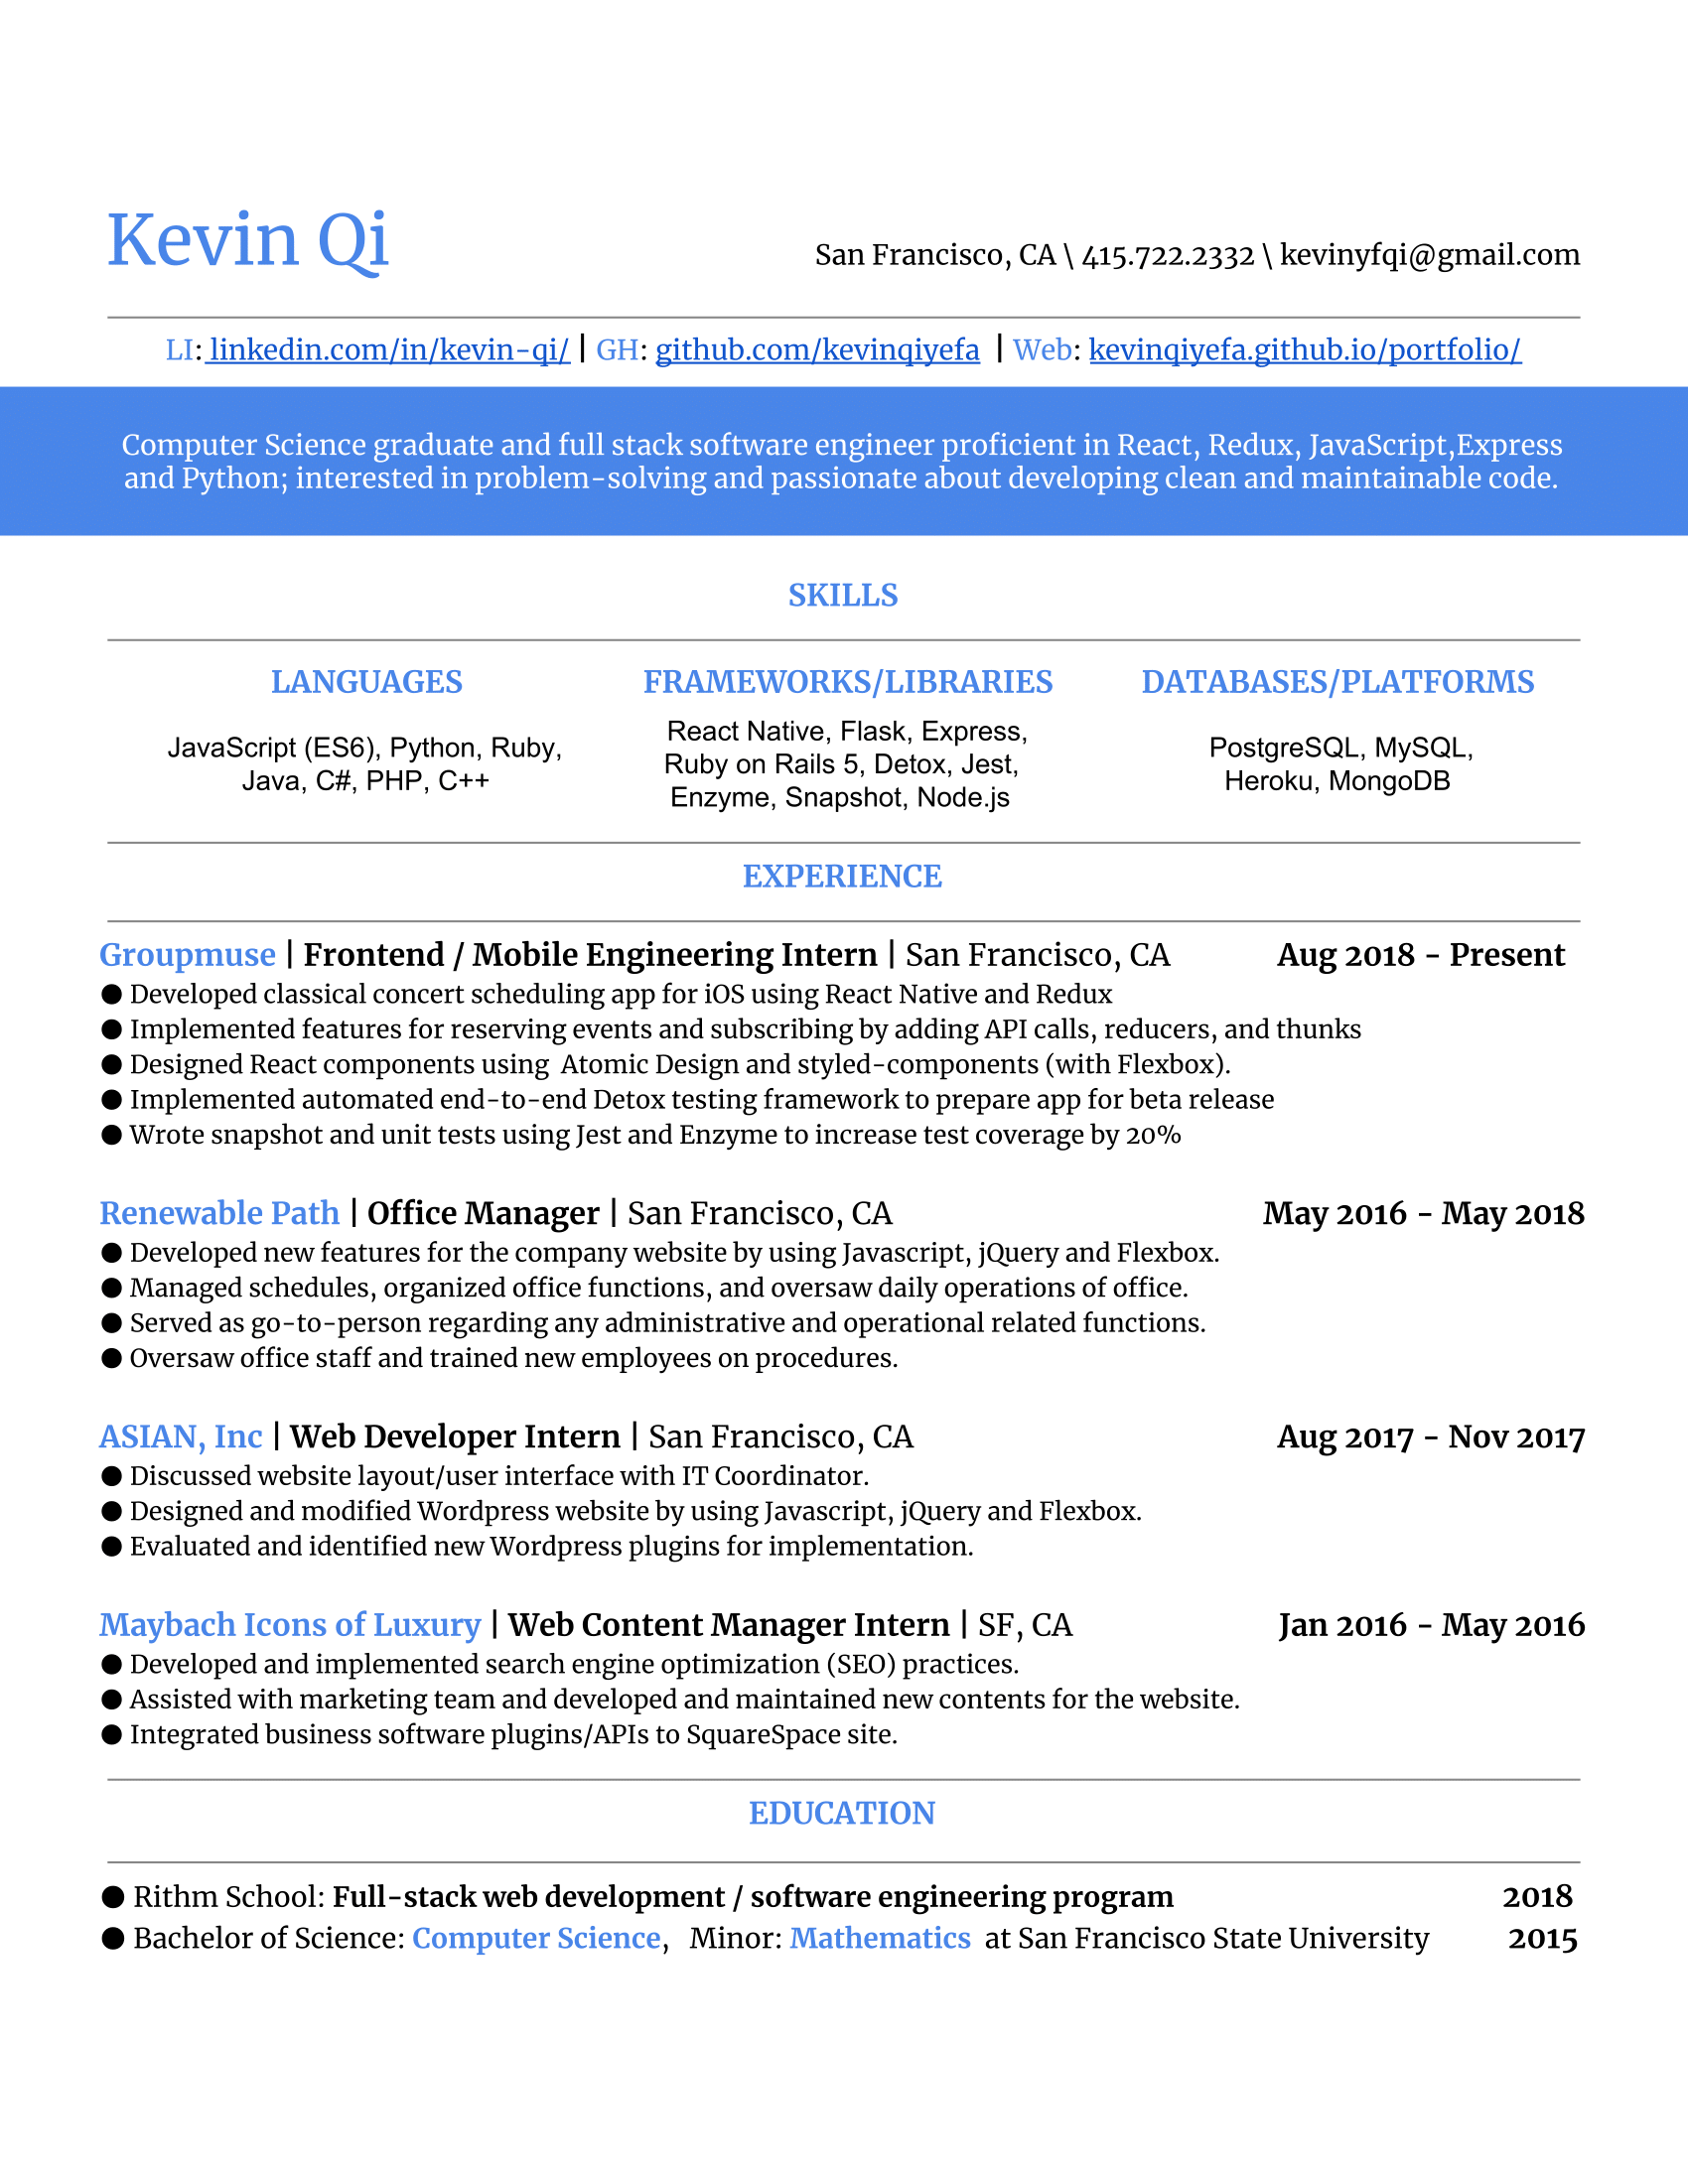 Kevin Qi
San Francisco, CA \ 415.722.2332 \ kevinyfqi@gmail.com
LI: linkedin.com/in/kevin-qi/ | GH: github.com/kevinqiyefa | Web: kevinqiyefa.github.io/portfolio/
Computer Science graduate and full stack software engineer proficient in React, Redux, JavaScript,Express
and Python; interested in problem-solving and passionate about developing clean and maintainable code.
SKILLS
LANGUAGES
JavaScript (ES6), Python, Ruby,
Java, C#, PHP, C++
FRAMEWORKS/LIBRARIES
React Native, Flask, Express,
Ruby on Rails 5, Detox, Jest,
Enzyme, Snapshot, Node.js
DATABASES/PLATFORMS
PostgreSQL, MySQL,
Heroku, MongoDB
EXPERIENCE
Groupmuse | Frontend / Mobile Engineering Intern | San Francisco, CA Aug 2018 - Present
● Developed classical concert scheduling app for iOS using React Native and Redux
● Implemented features for reserving events and subscribing by adding API calls, reducers, and thunks
● Designed React components using Atomic Design and styled-components (with Flexbox).
● Implemented automated end-to-end Detox testing framework to prepare app for beta release
● Wrote snapshot and unit tests using Jest and Enzyme to increase test coverage by 20%
Renewable Path | Office Manager | San Francisco, CA May 2016 - May 2018
● Developed new features for the company website by using Javascript, jQuery and Flexbox.
● Managed schedules, organized office functions, and oversaw daily operations of office.
● Served as go-to-person regarding any administrative and operational related functions.
● Oversaw office staff and trained new employees on procedures.
ASIAN, Inc | Web Developer Intern | San Francisco, CA Aug 2017 - Nov 2017
● Discussed website layout/user interface with IT Coordinator.
● Designed and modified Wordpress website by using Javascript, jQuery and Flexbox.
● Evaluated and identified new Wordpress plugins for implementation.
Maybach Icons of Luxury | Web Content Manager Intern | SF, CA Jan 2016 - May 2016
● Developed and implemented search engine optimization (SEO) practices.
● Assisted with marketing team and developed and maintained new contents for the website.
● Integrated business software plugins/APIs to SquareSpace site.
EDUCATION
● Rithm School: Full-stack web development / software engineering program 2018
● Bachelor of Science: Computer Science, Minor: Mathematics at San Francisco State University 2015